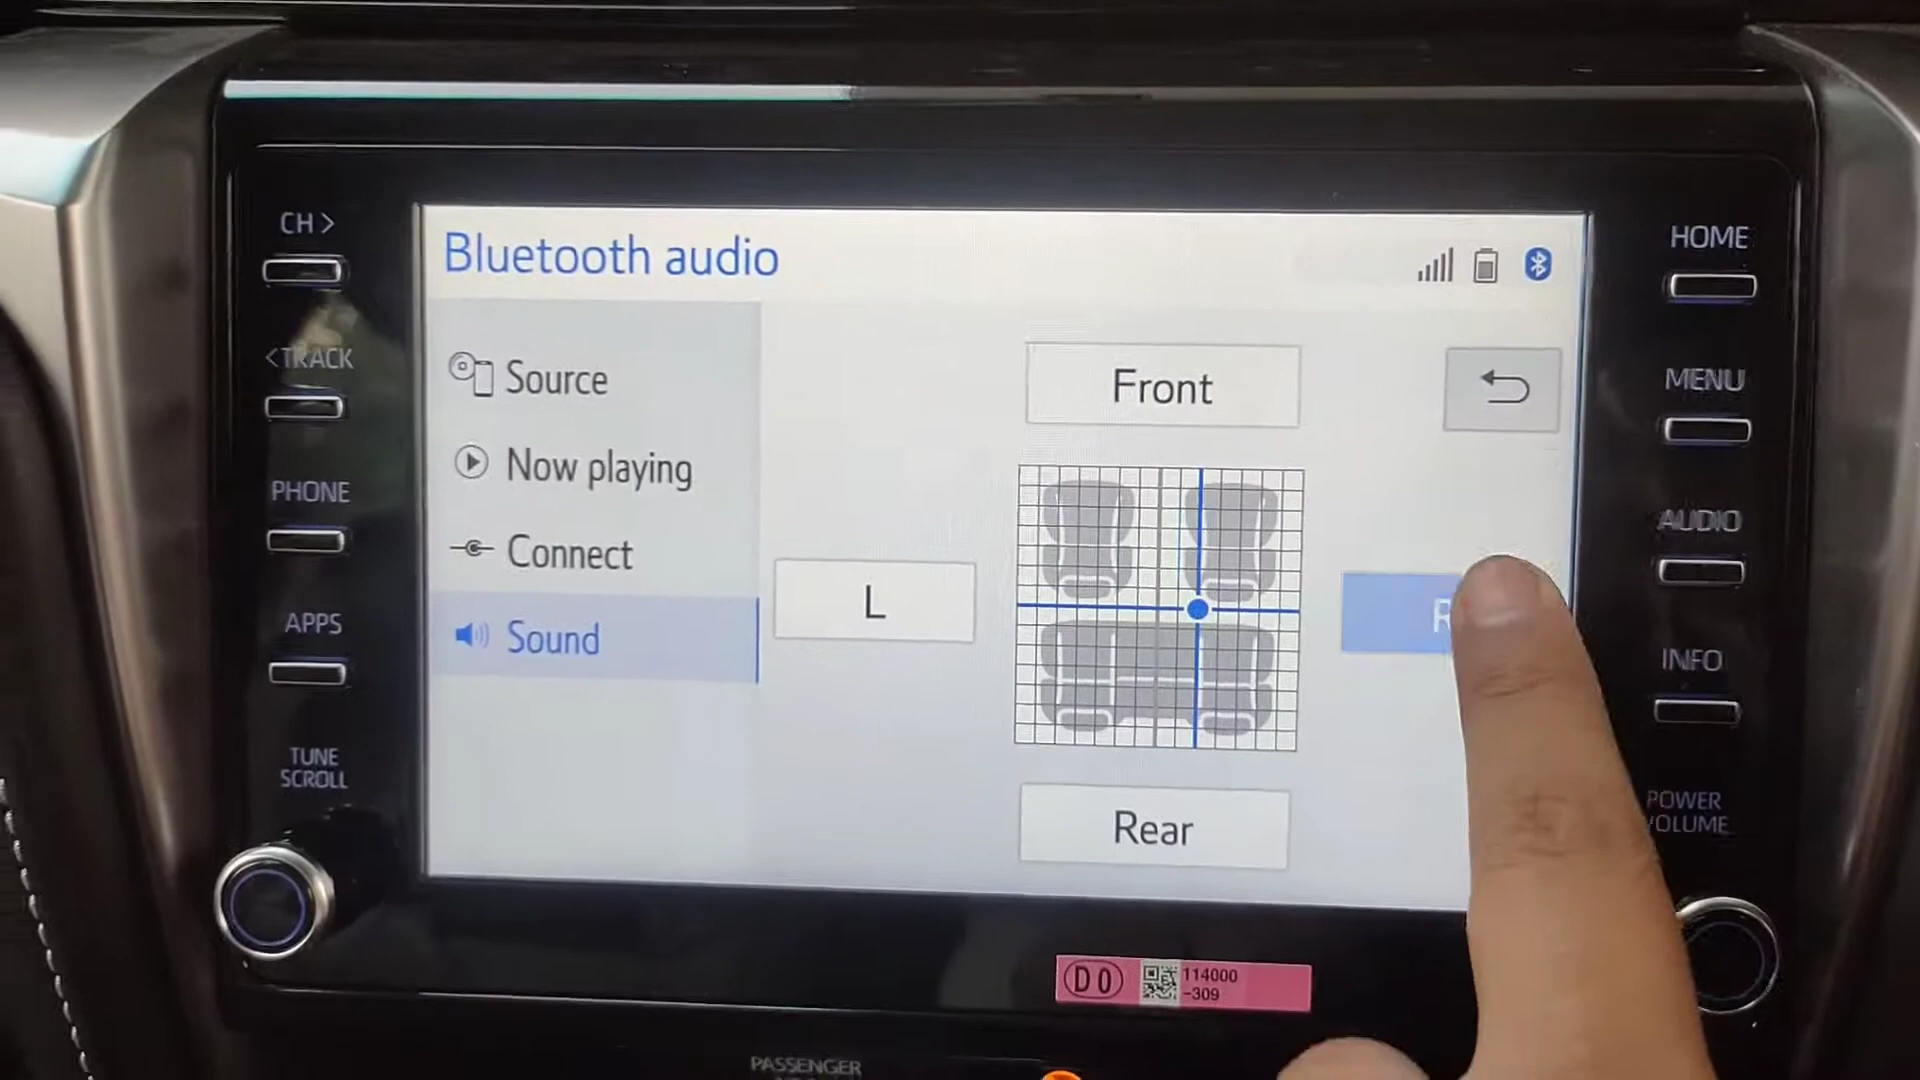 CH >
< TRACK
PHONE
APPS
TUNE
SCROLL
Bluetooth audio
Source
Now playing
Connect
Sound
Front
L
R
Rear
HOME
MENU
AUDIO
INFO
POWER
VOLUME
D0
114000
-309
PASSENGER